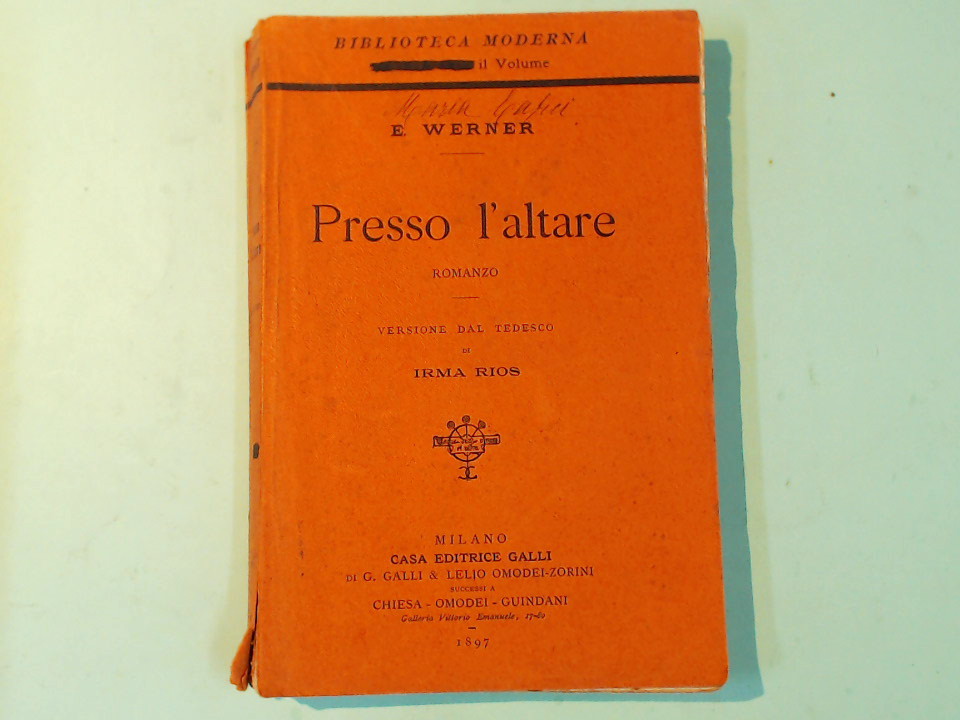 BIBLIOTECA MODERNA
il Volume
Maria
E. WERNER
Presso l'altare
ROMANZO
VERSIONE DAL TEDESCO
DI
IRMA RIOS
MILANO
CASA EDITRICE GALLI
DI G. GALLI & LELIO OMODEI-ZORINI
SUCCESSI A
CHIESA - OMODEI - GUINDANI
Galleria Vittorio Emanuele, 17-80
1897